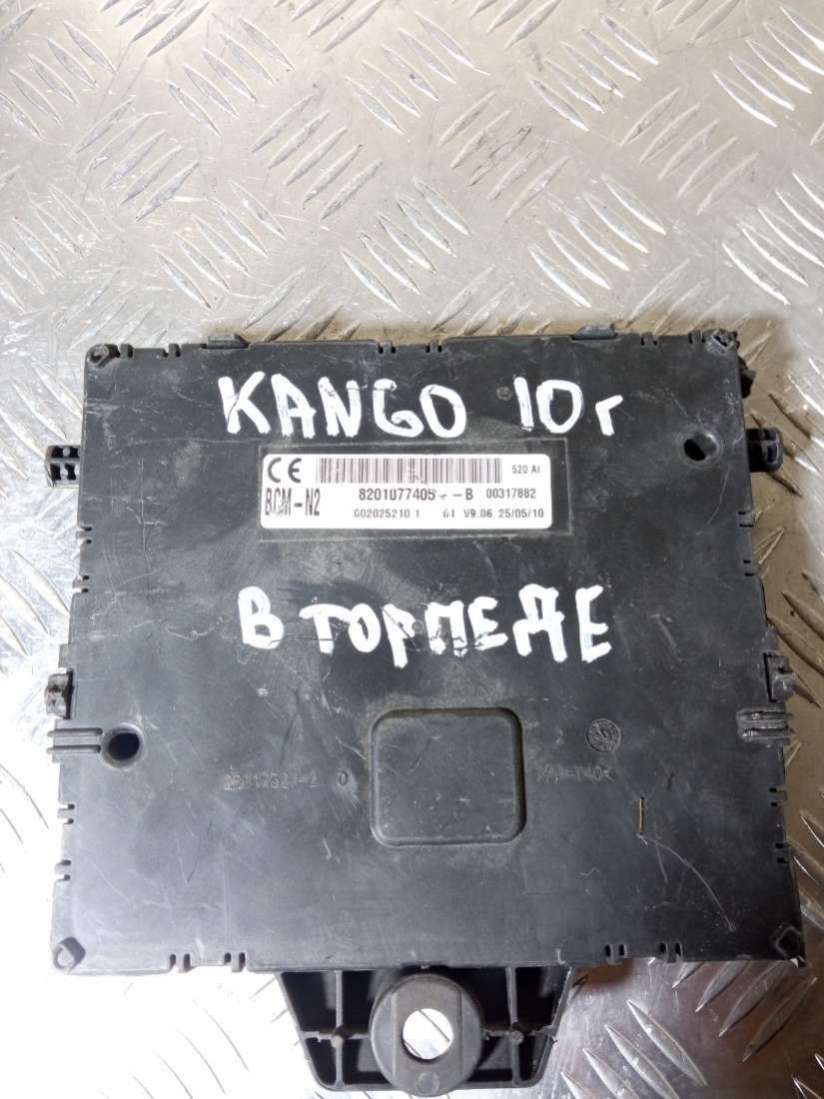 KANGO 10г
CE 520 AI
BCM-N2 8201077405 --B 00317882
G02025210 1 61 V9.06 25/05/10
В ТОРПЕДЕ